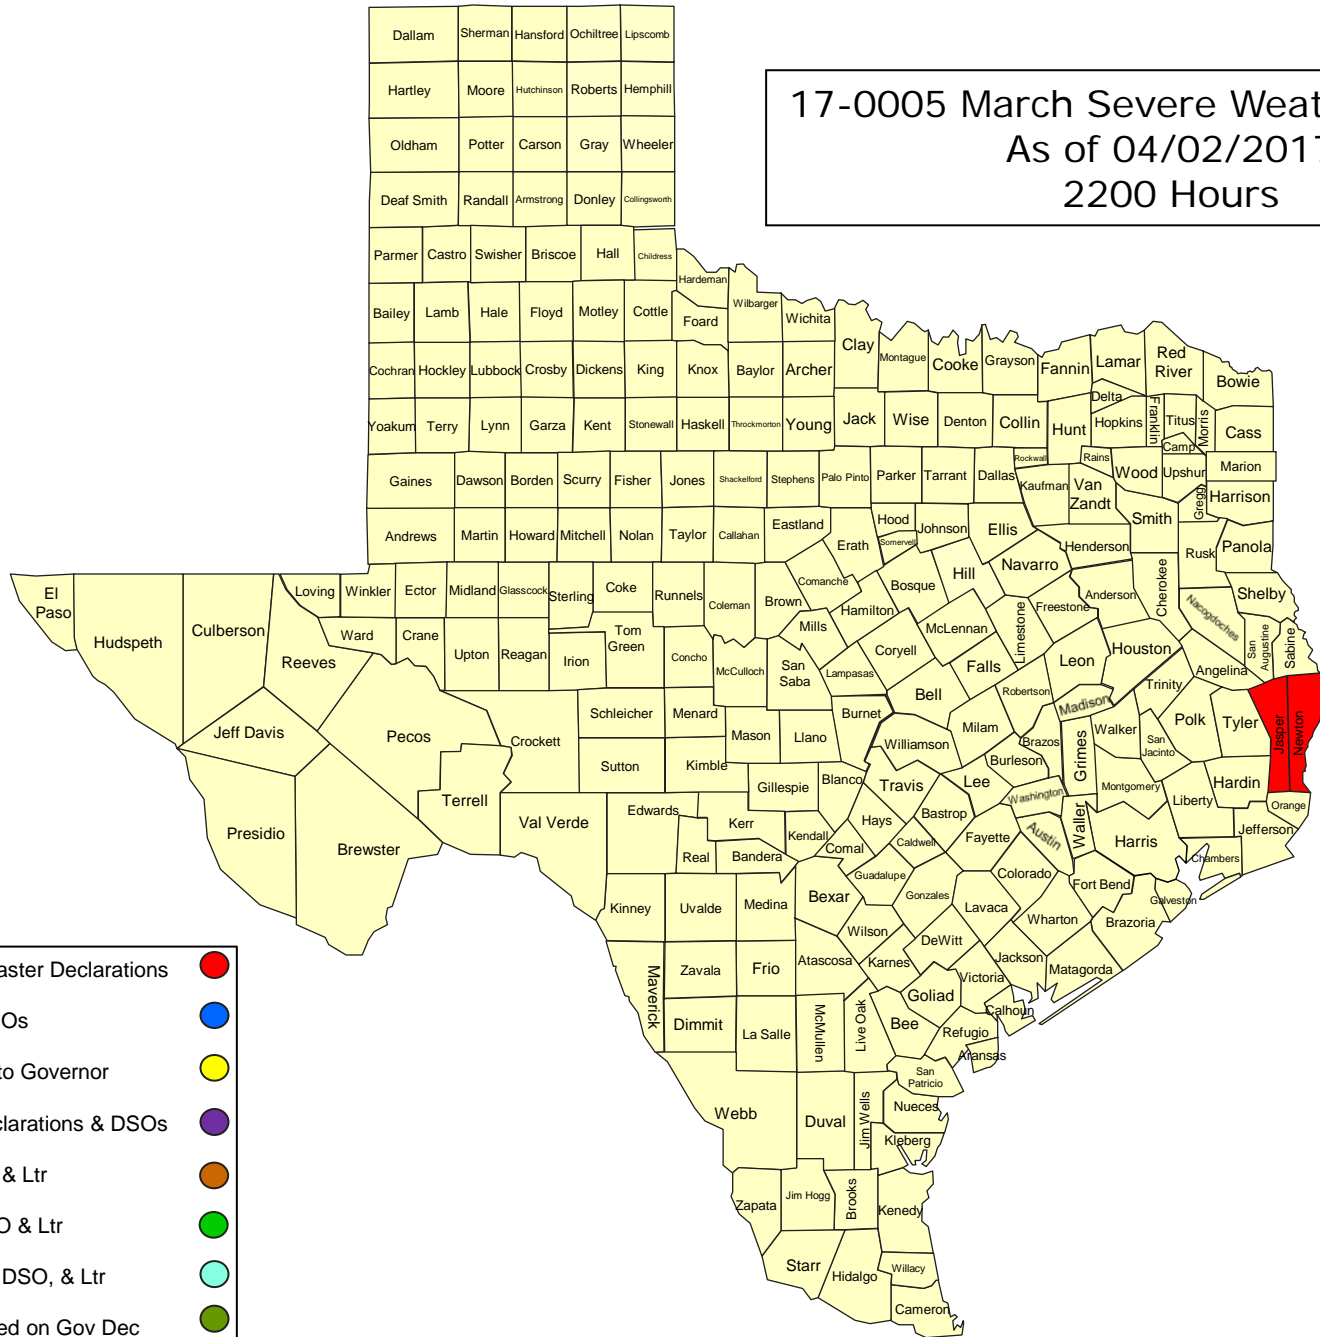 Dallam Sherman Hansford Ochiltree Lipscomb
Hartley Moore Hutchinson Roberts Hemphill
17-0005 March Severe Weat
As of 04/02/2017
2200 Hours
Oldham Potter Carson Gray Wheeler
Deaf Smith Randall Armstrong Donley Collingsworth
Parmer Castro Swisher Briscoe Hall Childress
Hardeman
Bailey Lamb Hale Floyd Motley Cottle Foard Wilbarger Wichita
Clay Montague Cooke Grayson Fannin Lamar Red River Bowie
Cochran Hockley Lubbock Crosby Dickens King Knox Baylor Archer
Delta
Yoakum Terry Lynn Garza Kent Stonewall Haskell Throckmorton Young Jack Wise Denton Collin Hunt Hopkins Franklin Titus Morris Cass
Camp
Gaines Dawson Borden Scurry Fisher Jones Shackelford Stephens Palo Pinto Parker Tarrant Dallas Rockwall Rains Wood Upshur Marion
Kaufman Van Zandt Gregg Harrison
Andrews Martin Howard Mitchell Nolan Taylor Callahan Eastland Erath Hood Somervell Johnson Ellis Smith
Henderson Rusk Panola
El Paso Hudspeth Culberson Loving Winkler Ector Midland Glasscock Sterling Coke Runnels Coleman Brown Comanche Hamilton Bosque Hill Navarro Anderson Cherokee Shelby
Freestone Limestone Nacogdoches
Reeves Ward Crane Upton Reagan Irion Tom Green Concho McCulloch San Saba Mills Lampasas Coryell McLennan Falls Leon Houston Angelina San Augustine Sabine
Jeff Davis Pecos Crockett Schleicher Menard Mason Llano Burnet Bell Milam Robertson Madison Trinity
Walker San Jacinto Polk Tyler Jasper Newton
Sutton Kimble Williamson Brazos Grimes
Burleson
Terrell Gillespie Blanco Travis Lee Washington Montgomery Liberty Hardin Orange
Presidio Brewster Val Verde Edwards Kerr Kendall Hays Bastrop Austin Waller Harris Jefferson
Real Bandera Comal Caldwell Fayette Chambers
Guadalupe Colorado Fort Bend Galveston
Kinney Uvalde Medina Bexar Gonzales Lavaca Wharton Brazoria
Wilson DeWitt
Maverick Zavala Frio Atascosa Karnes Jackson Matagorda
Victoria
Goliad Calhoun
Dimmit La Salle McMullen Live Oak Bee Refugio
Aransas
San Patricio
Webb Duval Jim Wells Nueces
Kleberg
Zapata Jim Hogg Brooks Kenedy
Starr Hidalgo Willacy
Cameron
aster Declarations
Os
to Governor
clarations & DSOs
& Ltr
O & Ltr
DSO, & Ltr
ed on Gov Dec